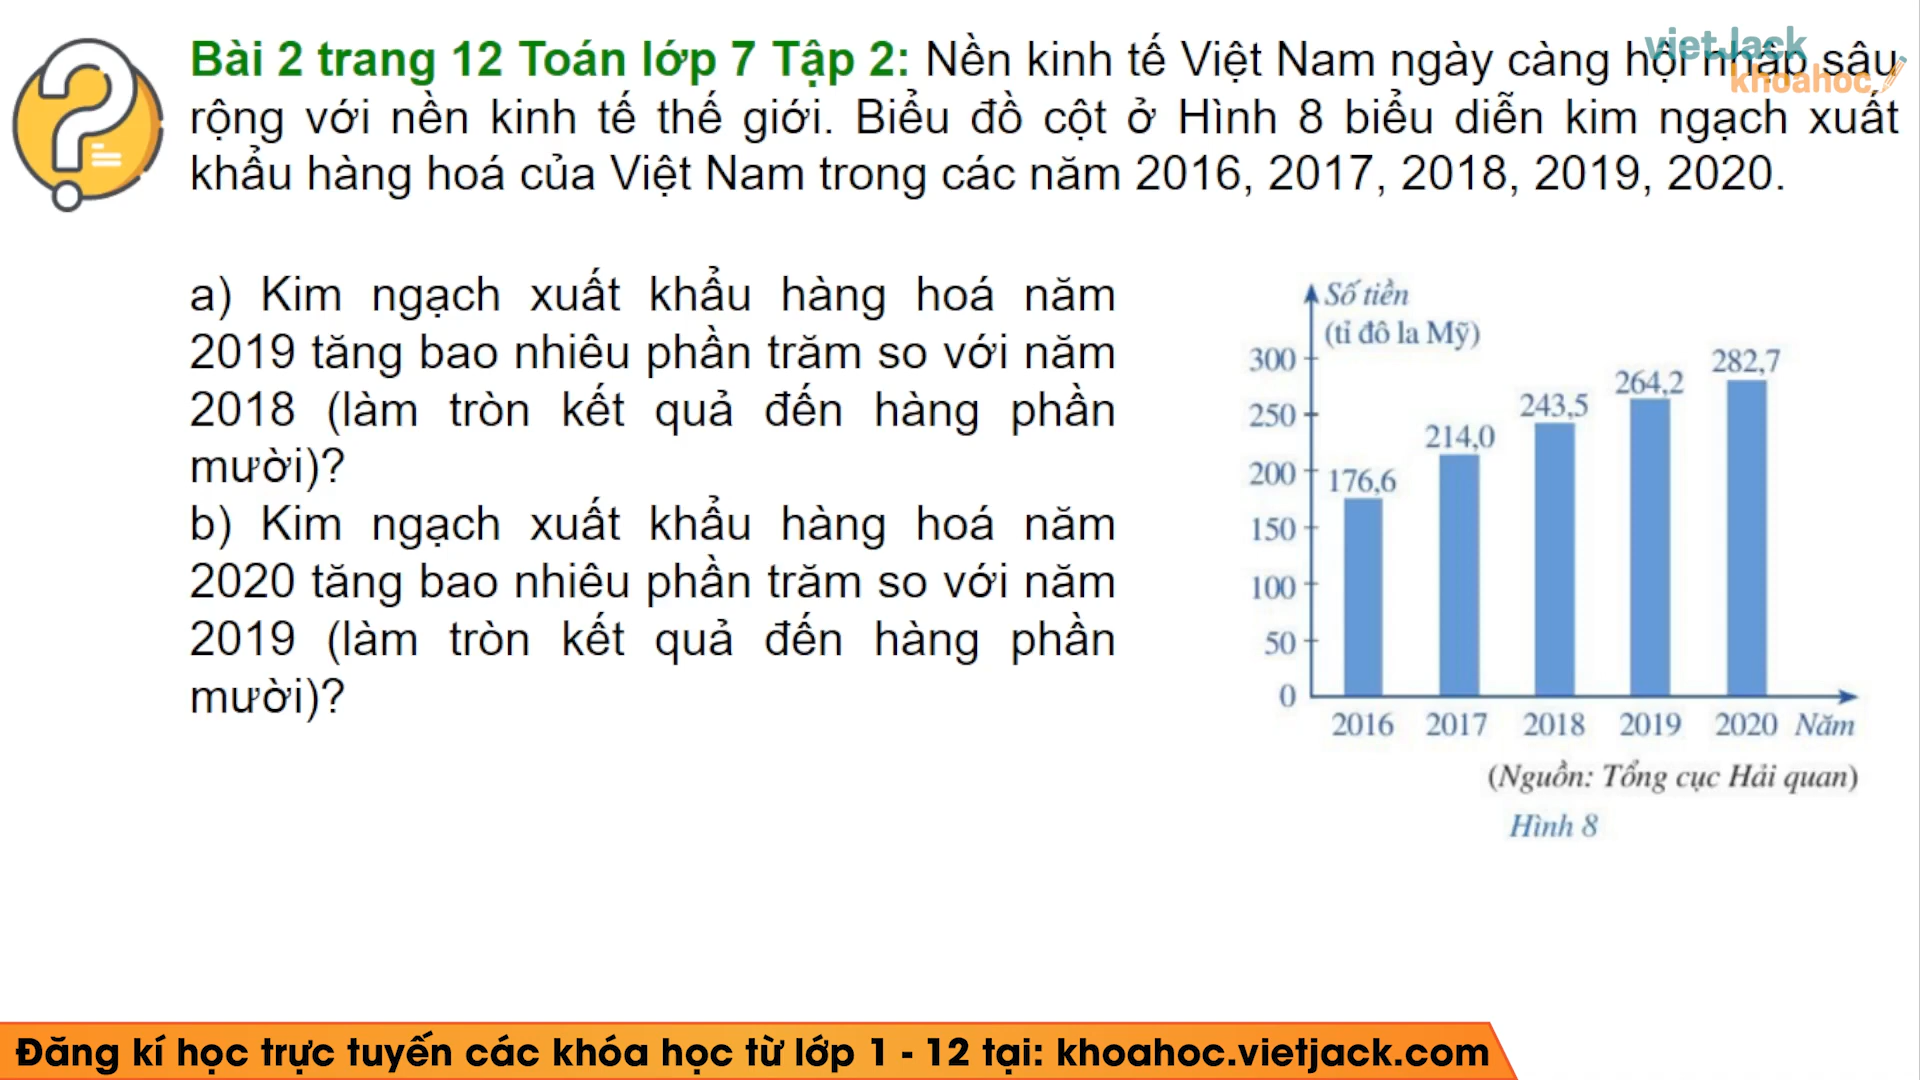 Bài 2 trang 12 Toán lớp 7 Tập 2: Nền kinh tế Việt Nam ngày càng hội nhập sâu
vietJack
khoahoc
rộng với nền kinh tế thế giới. Biểu đồ cột ở Hình 8 biểu diễn kim ngạch xuất
khẩu hàng hoá của Việt Nam trong các năm 2016, 2017, 2018, 2019, 2020.
a) Kim ngạch xuất khẩu hàng hoá năm
2019 tăng bao nhiêu phần trăm so với năm
2018 (làm tròn kết quả đến hàng phần
mười)?
b) Kim ngạch xuất khẩu hàng hoá năm
2020 tăng bao nhiêu phần trăm so với năm
2019 (làm tròn kết quả đến hàng phần
mười)?
Số tiền
(tỉ đô la Mỹ)
300
250
200
150
100
50
0
176,6
214,0
243,5
264,2
282,7
2016 2017 2018 2019 2020 Năm
(Nguồn: Tổng cục Hải quan)
Hình 8
Đăng kí học trực tuyến các khóa học từ lớp 1 - 12 tại: khoahoc.vietjack.com